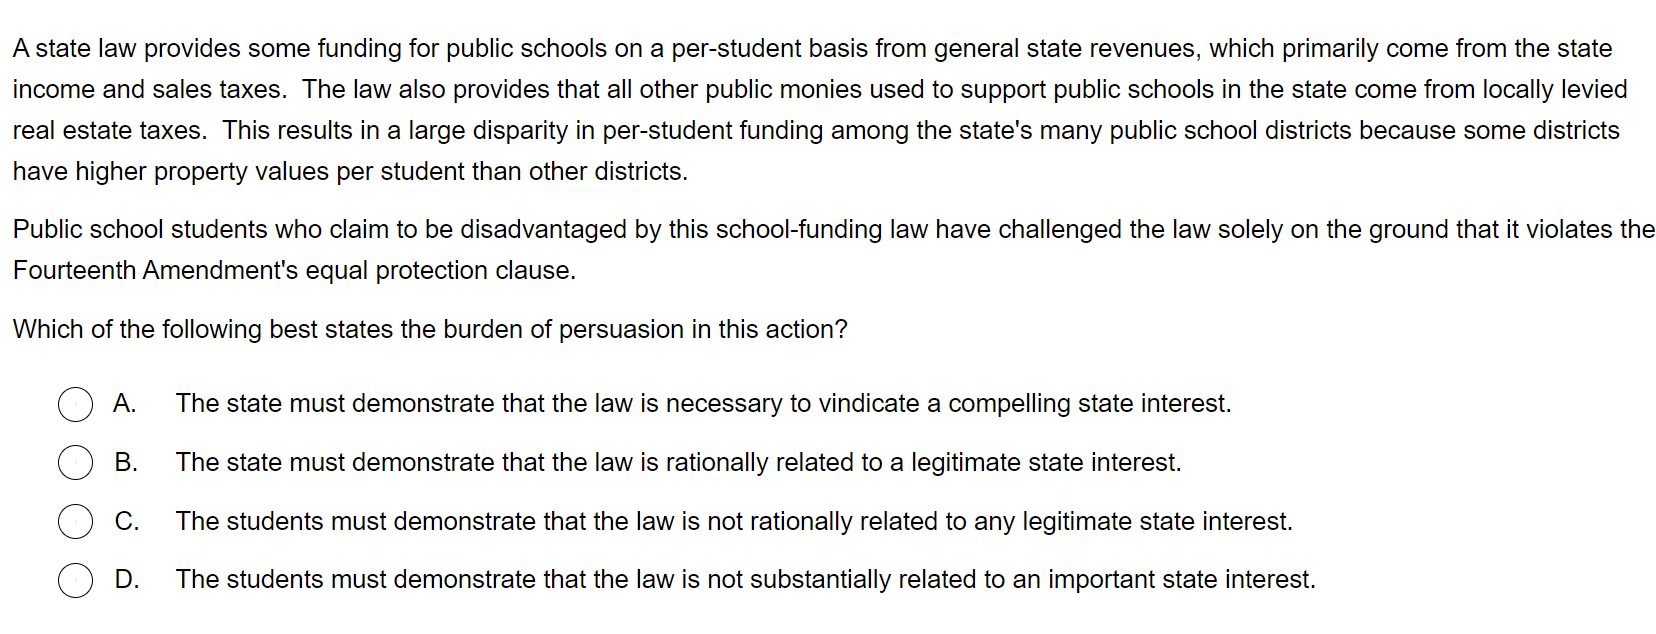 A state law provides some funding for public schools on a per-student basis from general state revenues, which primarily come from the state
income and sales taxes.  The law also provides that all other public monies used to support public schools in the state come from locally levied
real estate taxes.  This results in a large disparity in per-student funding among the state's many public school districts because some districts
have higher property values per student than other districts.
Public school students who claim to be disadvantaged by this school-funding law have challenged the law solely on the ground that it violates the
Fourteenth Amendment's equal protection clause.
Which of the following best states the burden of persuasion in this action?
A. The state must demonstrate that the law is necessary to vindicate a compelling state interest.
B. The state must demonstrate that the law is rationally related to a legitimate state interest.
C. The students must demonstrate that the law is not rationally related to any legitimate state interest.
D. The students must demonstrate that the law is not substantially related to an important state interest.